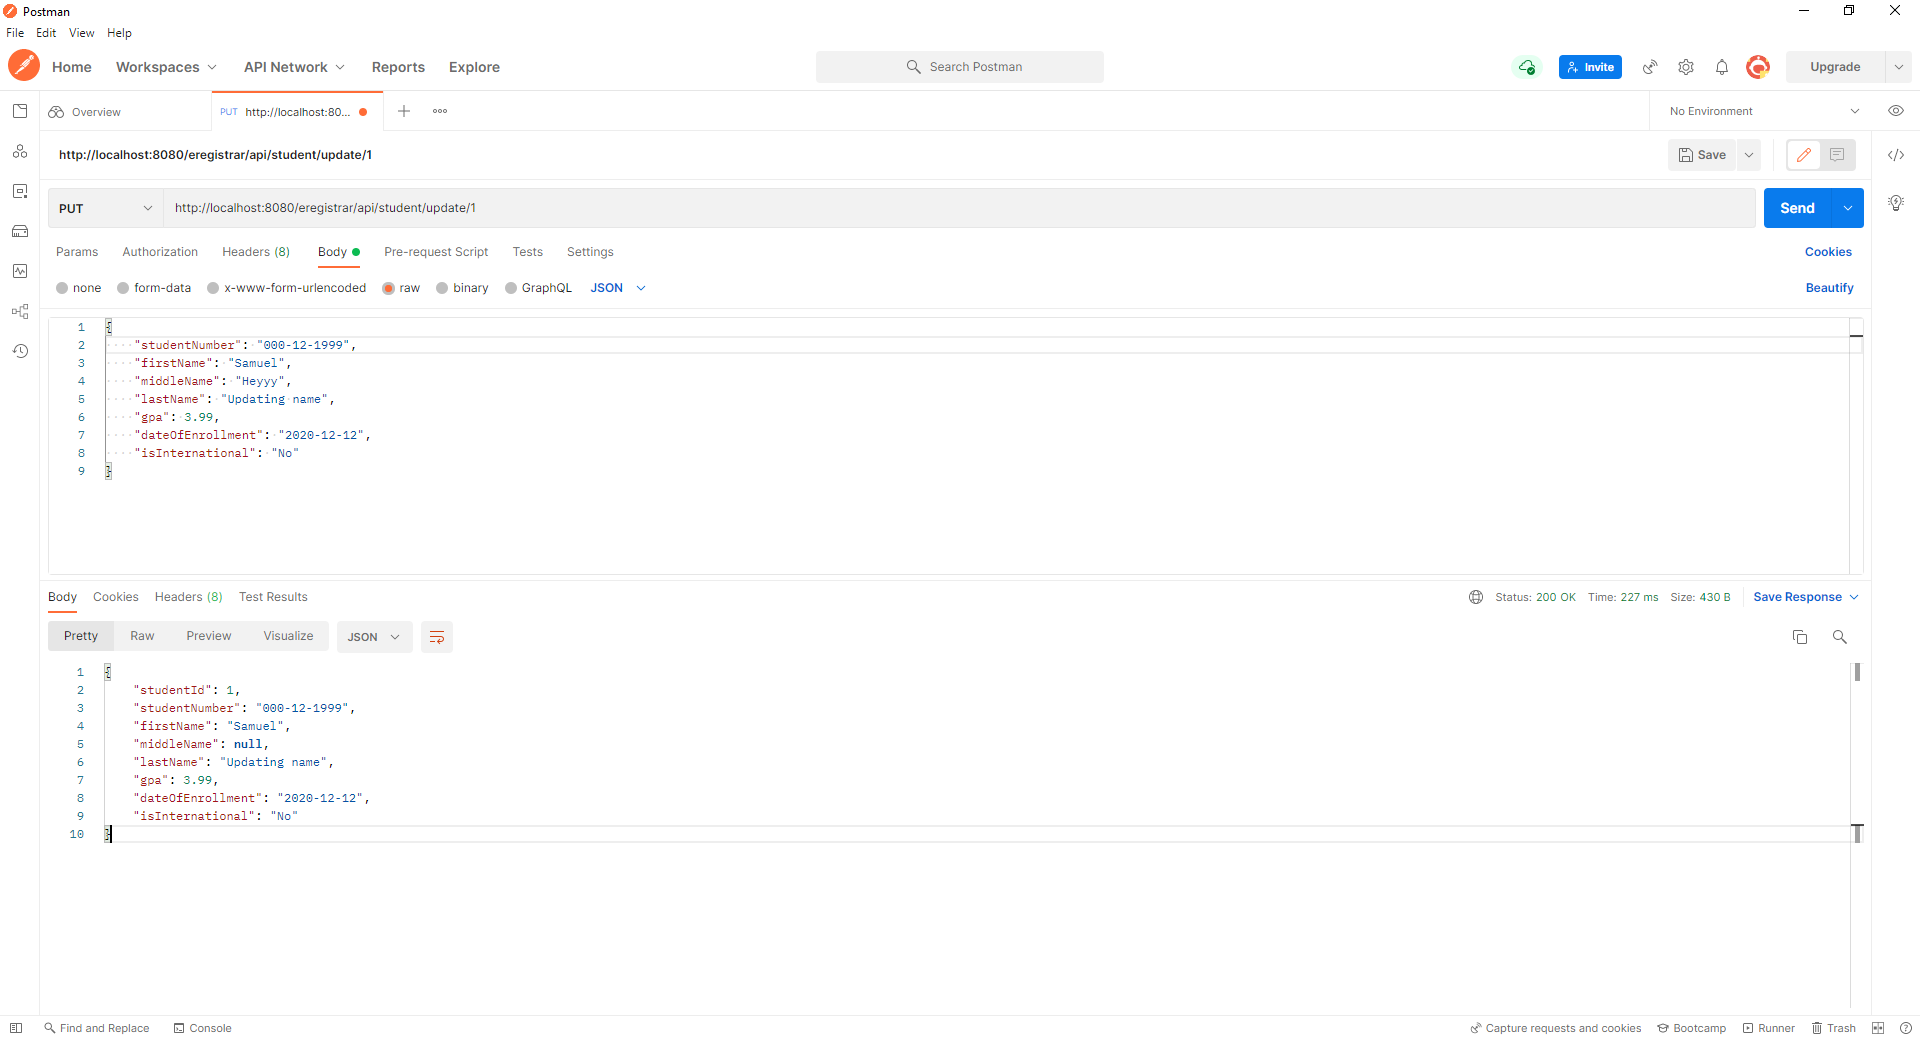 Postman
File Edit View Help
Home Workspaces API Network Reports Explore Search Postman Invite Upgrade
Overview PUT http://localhost:80... No Environment
http://localhost:8080/eregistrar/api/student/update/1 Save
PUT http://localhost:8080/eregistrar/api/student/update/1 Send
Params Authorization Headers (8) Body Pre-request Script Tests Settings Cookies
none form-data x-www-form-urlencoded raw binary GraphQL JSON Beautify
1 {
2 "studentNumber": "000-12-1999",
3 "firstName": "Samuel",
4 "middleName": "Heyyy",
5 "lastName": "Updating name",
6 "gpa": 3.99,
7 "dateOfEnrollment": "2020-12-12",
8 "isInternational": "No"
9 }
Body Cookies Headers (8) Test Results Status: 200 OK Time: 227 ms Size: 430 B Save Response
Pretty Raw Preview Visualize JSON
1 {
2 "studentId": 1,
3 "studentNumber": "000-12-1999",
4 "firstName": "Samuel",
5 "middleName": null,
6 "lastName": "Updating name",
7 "gpa": 3.99,
8 "dateOfEnrollment": "2020-12-12",
9 "isInternational": "No"
10 }
Find and Replace Console Capture requests and cookies Bootcamp Runner Trash